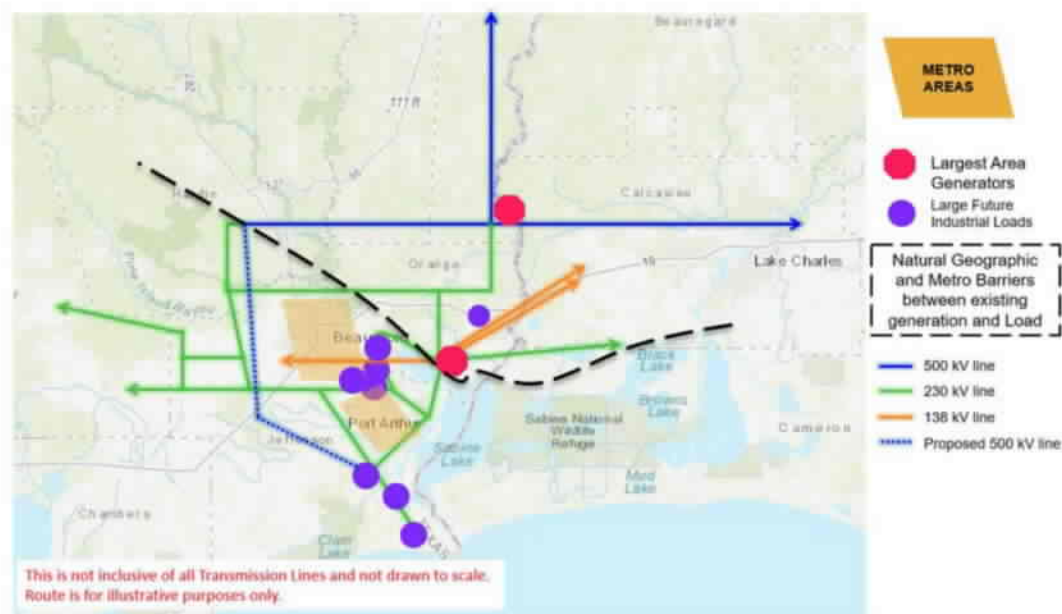 Beauregard
METRO
AREAS
Largest Area
Generators
Calcasieu
Large Future
Industrial Loads
Natural Geographic
and Metro Barriers
between existing
generation and Load
Lake Charles
Orange
Black
Lake
500 kV line
230 kV line
138 kV line
Proposed 500 kV line
Browns
Lake
Port Arthur
Sabine National
Wildlife
Refuge
Jefferson
Cameron
Sabine
Lake
Mud
Lake
Chambers
Clam
Lake
This is not inclusive of all Transmission Lines and not drawn to scale.
Route is for illustrative purposes only.